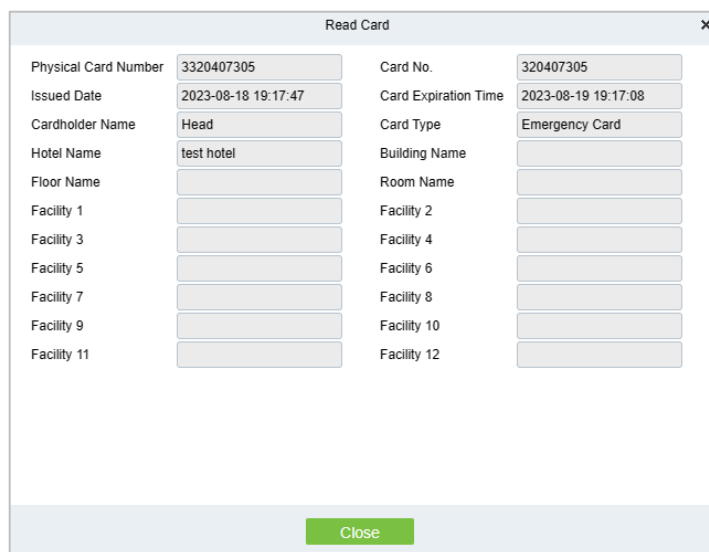 Read Card ×
Physical Card Number 3320407305 Card No. 320407305
Issued Date 2023-08-18 19:17:47 Card Expiration Time 2023-08-19 19:17:08
Cardholder Name Head Card Type Emergency Card
Hotel Name test hotel Building Name
Floor Name Room Name
Facility 1 Facility 2
Facility 3 Facility 4
Facility 5 Facility 6
Facility 7 Facility 8
Facility 9 Facility 10
Facility 11 Facility 12
Close